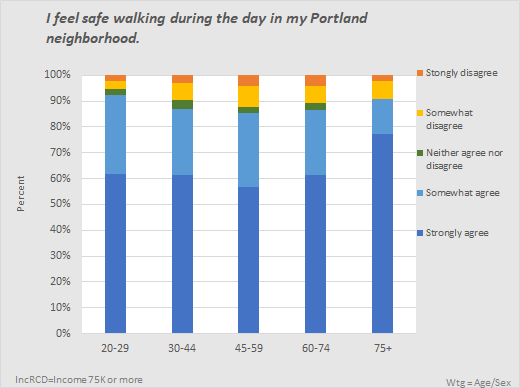 I feel safe walking during the day in my Portland
neighborhood.
100%
90%
80%
70%
60%
50%
40%
30%
20%
10%
0%
Percent
20-29
30-44
45-59
60-74
75+
Stongly disagree
Somewhat
disagree
Neither agree nor
disagree
Somewhat agree
Strongly agree
IncRCD=Income 75K or more
Wtg = Age/Sex